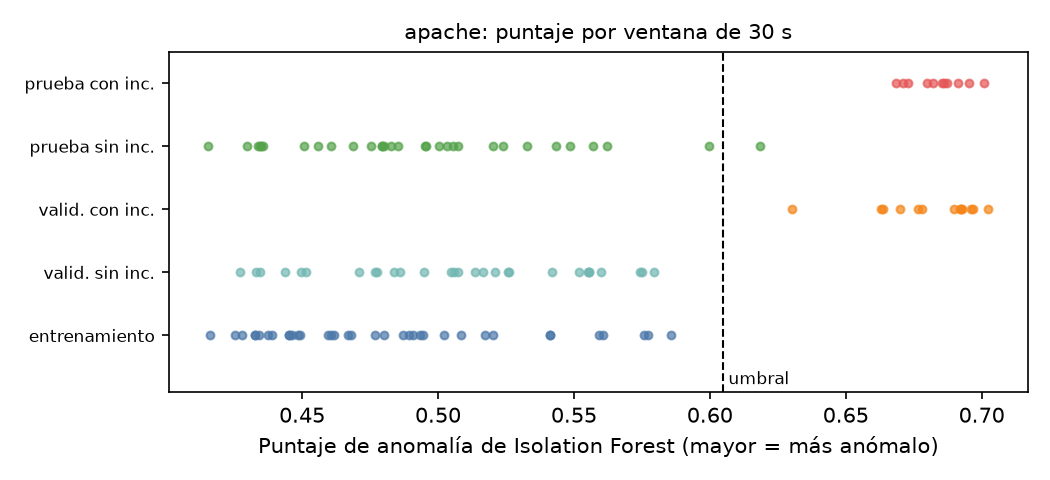 apache: puntaje por ventana de 30 s
prueba con inc.
prueba sin inc.
valid. con inc.
valid. sin inc.
entrenamiento
umbral
0.45 0.50 0.55 0.60 0.65 0.70
Puntaje de anomalía de Isolation Forest (mayor = más anómalo)